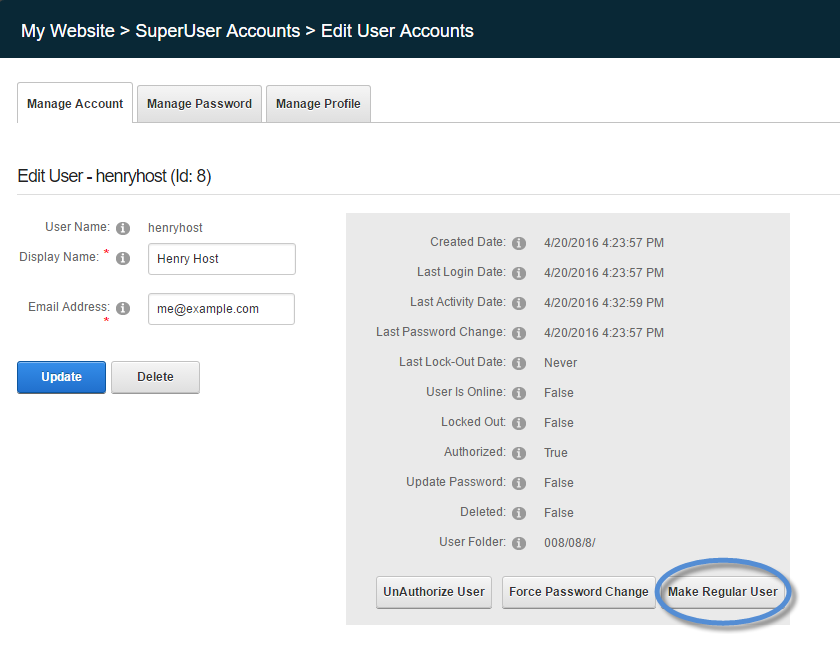 My Website > SuperUser Accounts > Edit User Accounts
Manage Account Manage Password Manage Profile
Edit User - henryhost (Id: 8)
User Name: henryhost
Display Name: * Henry Host
Email Address: * me@example.com
Update Delete
Created Date: 4/20/2016 4:23:57 PM
Last Login Date: 4/20/2016 4:23:57 PM
Last Activity Date: 4/20/2016 4:32:59 PM
Last Password Change: 4/20/2016 4:23:57 PM
Last Lock-Out Date: Never
User Is Online: False
Locked Out: False
Authorized: True
Update Password: False
Deleted: False
User Folder: 008/08/8/
UnAuthorize User Force Password Change Make Regular User